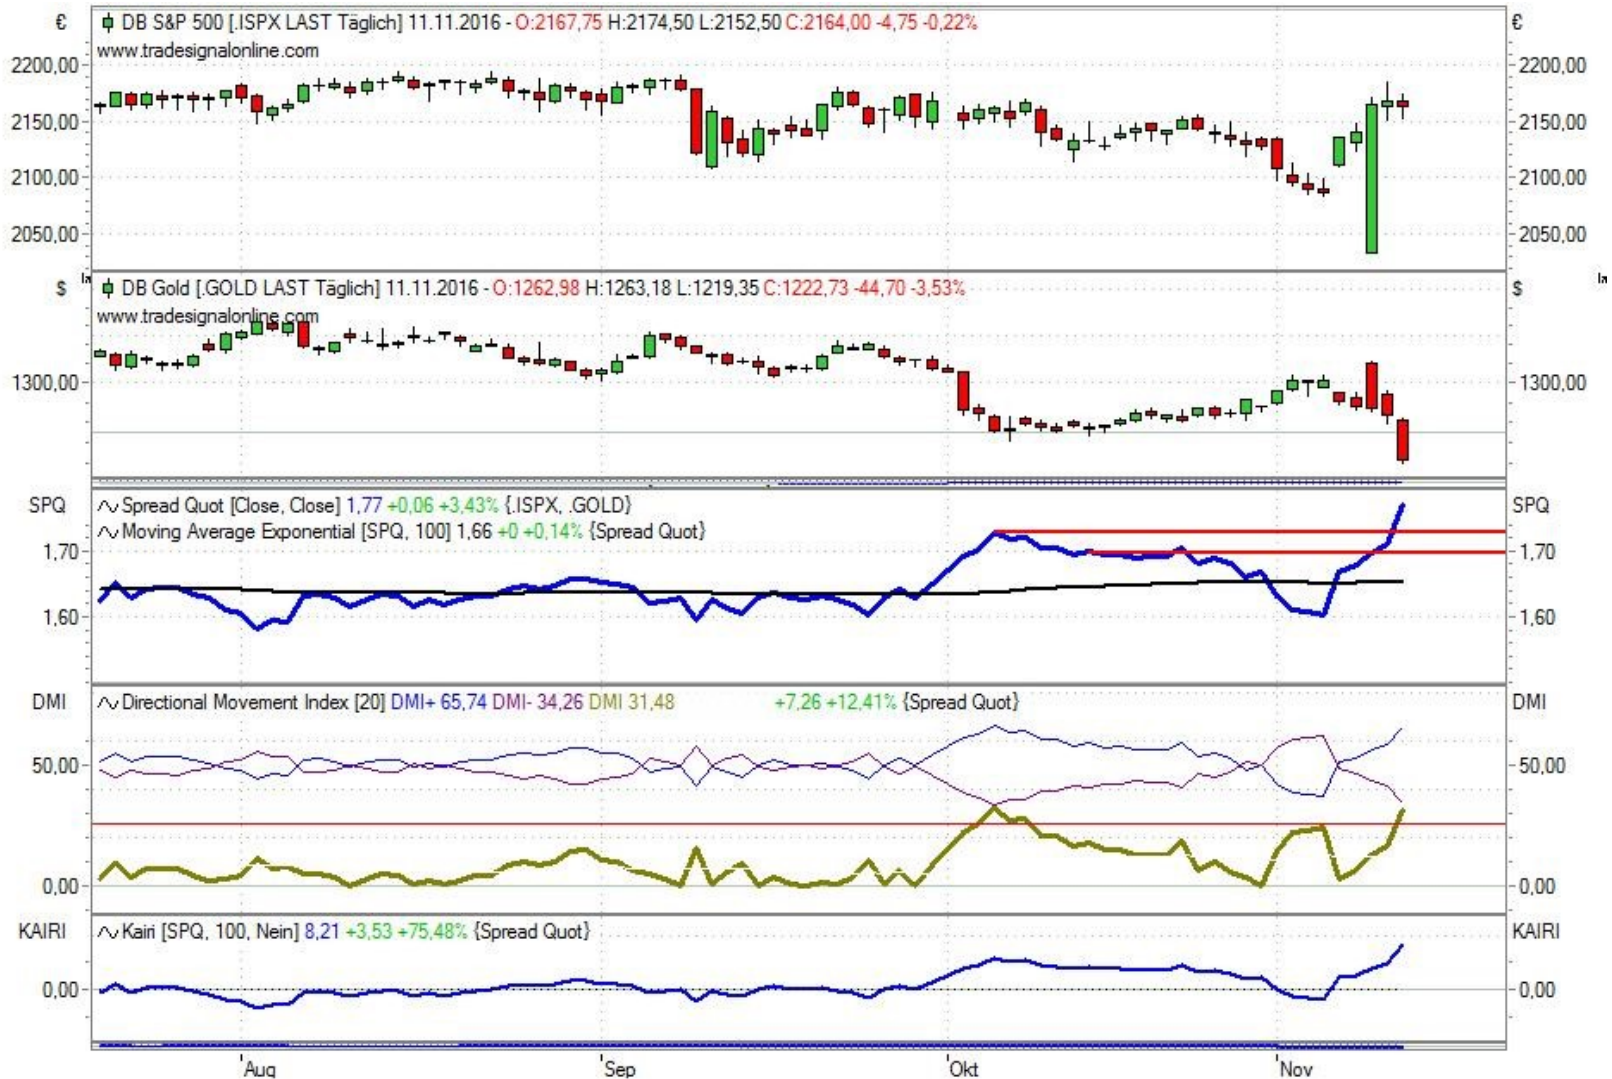 € DB S&P 500 [.ISPX LAST Täglich] 11.11.2016 - O:2167,75 H:2174,50 L:2152,50 C:2164,00 -4,75 -0,22% €
www.tradesignalonline.com
2200,00 2200,00
2150,00 2150,00
2100,00 2100,00
2050,00 2050,00
$ DB Gold [.GOLD LAST Täglich] 11.11.2016 - O:1262,98 H:1263,18 L:1219,35 C:1222,73 -44,70 -3,53% $
www.tradesignalonline.com
1300,00 1300,00
SPQ Spread Quot [Close, Close] 1,77 +0,06 +3,43% {.ISPX, .GOLD} SPQ
Moving Average Exponential [SPQ, 100] 1,66 +0 +0,14% {Spread Quot}
1,70 1,70
1,60 1,60
DMI Directional Movement Index [20] DMI+ 65,74 DMI- 34,26 DMI 31,48 +7,26 +12,41% {Spread Quot} DMI
50,00 50,00
0,00 0,00
KAIRI Kairi [SPQ, 100, Nein] 8,21 +3,53 +75,48% {Spread Quot} KAIRI
0,00 0,00
Aug Sep Okt Nov